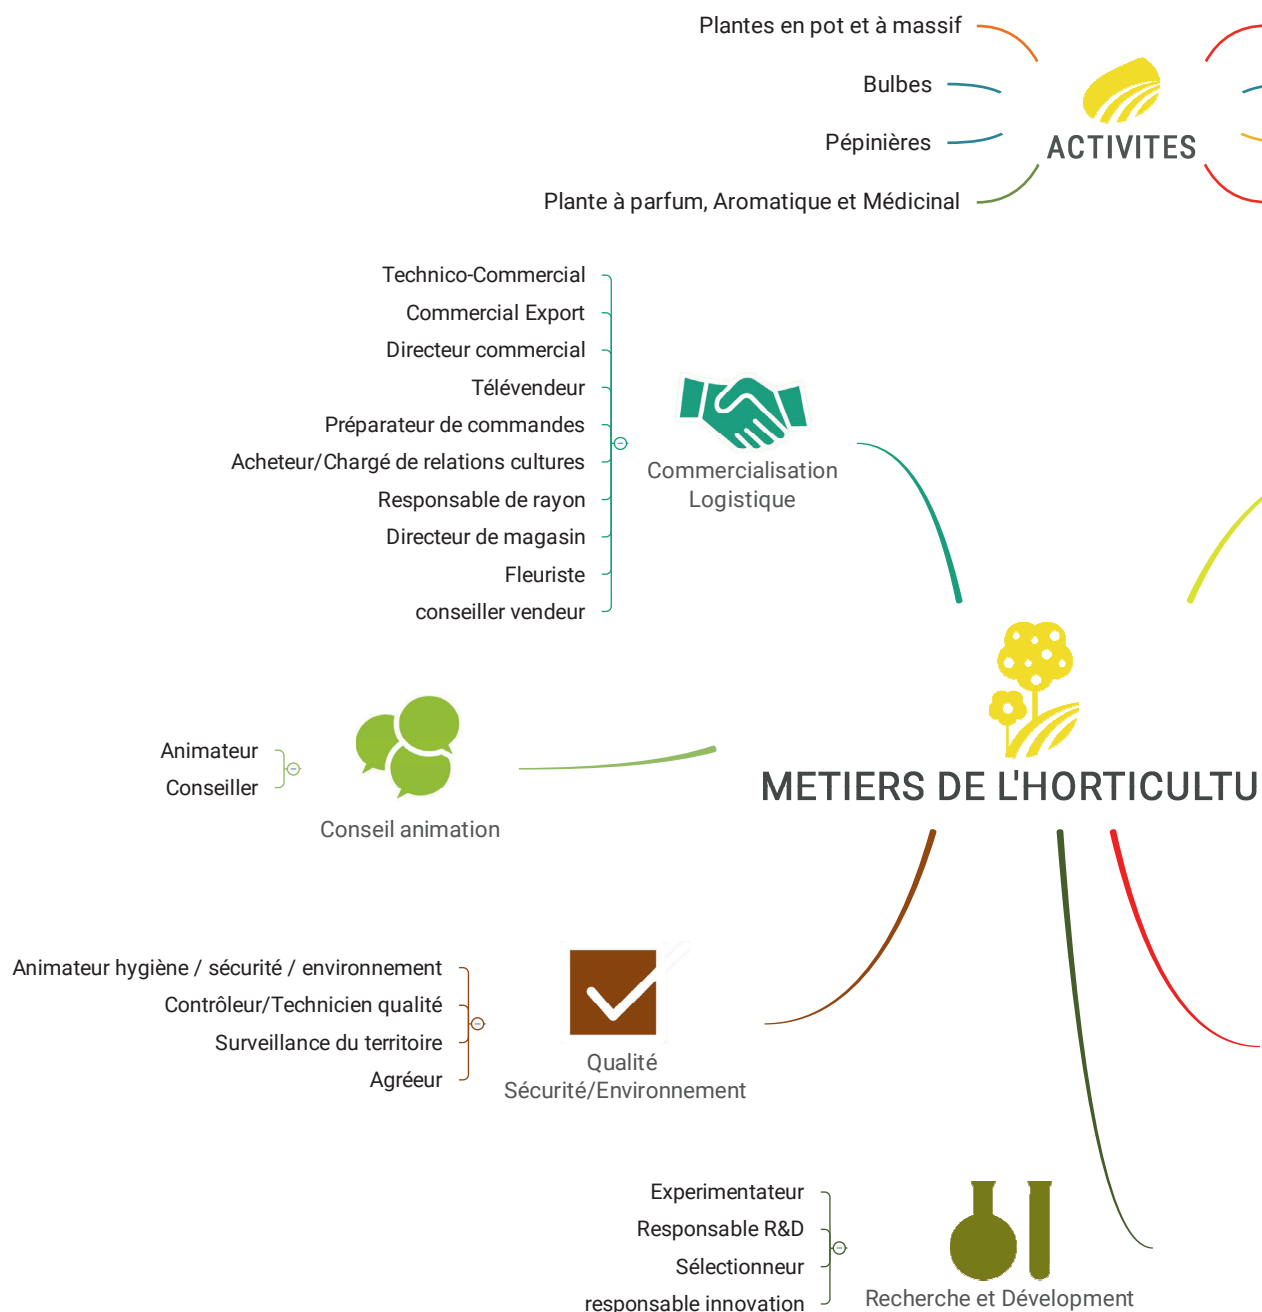 Plantes en pot et à massif
Bulbes
Pépinières
Plante à parfum, Aromatique et Médicinal
ACTIVITES
Technico-Commercial
Commercial Export
Directeur commercial
Télévendeur
Préparateur de commandes
Acheteur/Chargé de relations cultures
Responsable de rayon
Directeur de magasin
Fleuriste
conseiller vendeur
Commercialisation
Logistique
METIERS DE L'HORTICULTU
Animateur
Conseiller
Conseil animation
Animateur hygiène / sécurité / environnement
Contrôleur/Technicien qualité
Surveillance du territoire
Agréeur
Qualité
Sécurité/Environnement
Experimentateur
Responsable R&D
Sélectionneur
responsable innovation
Recherche et Dévelopment